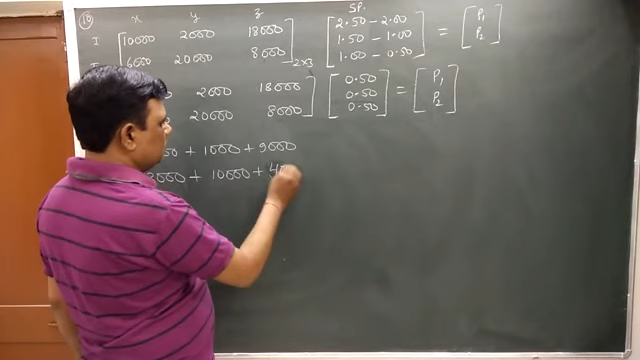 (19) x y z S.P.
I [10000 2000 18000] [2.50 - 2.00] = [P1]
6000 20000 8000 2×3 [1.50 - 1.00] [P2]
[1.00 - 0.50]
2000 18000] [0.50] = [P1]
20000 8000] [0.50] [P2]
[0.50]
+ 1000 + 9000
3000 + 10000 + 4